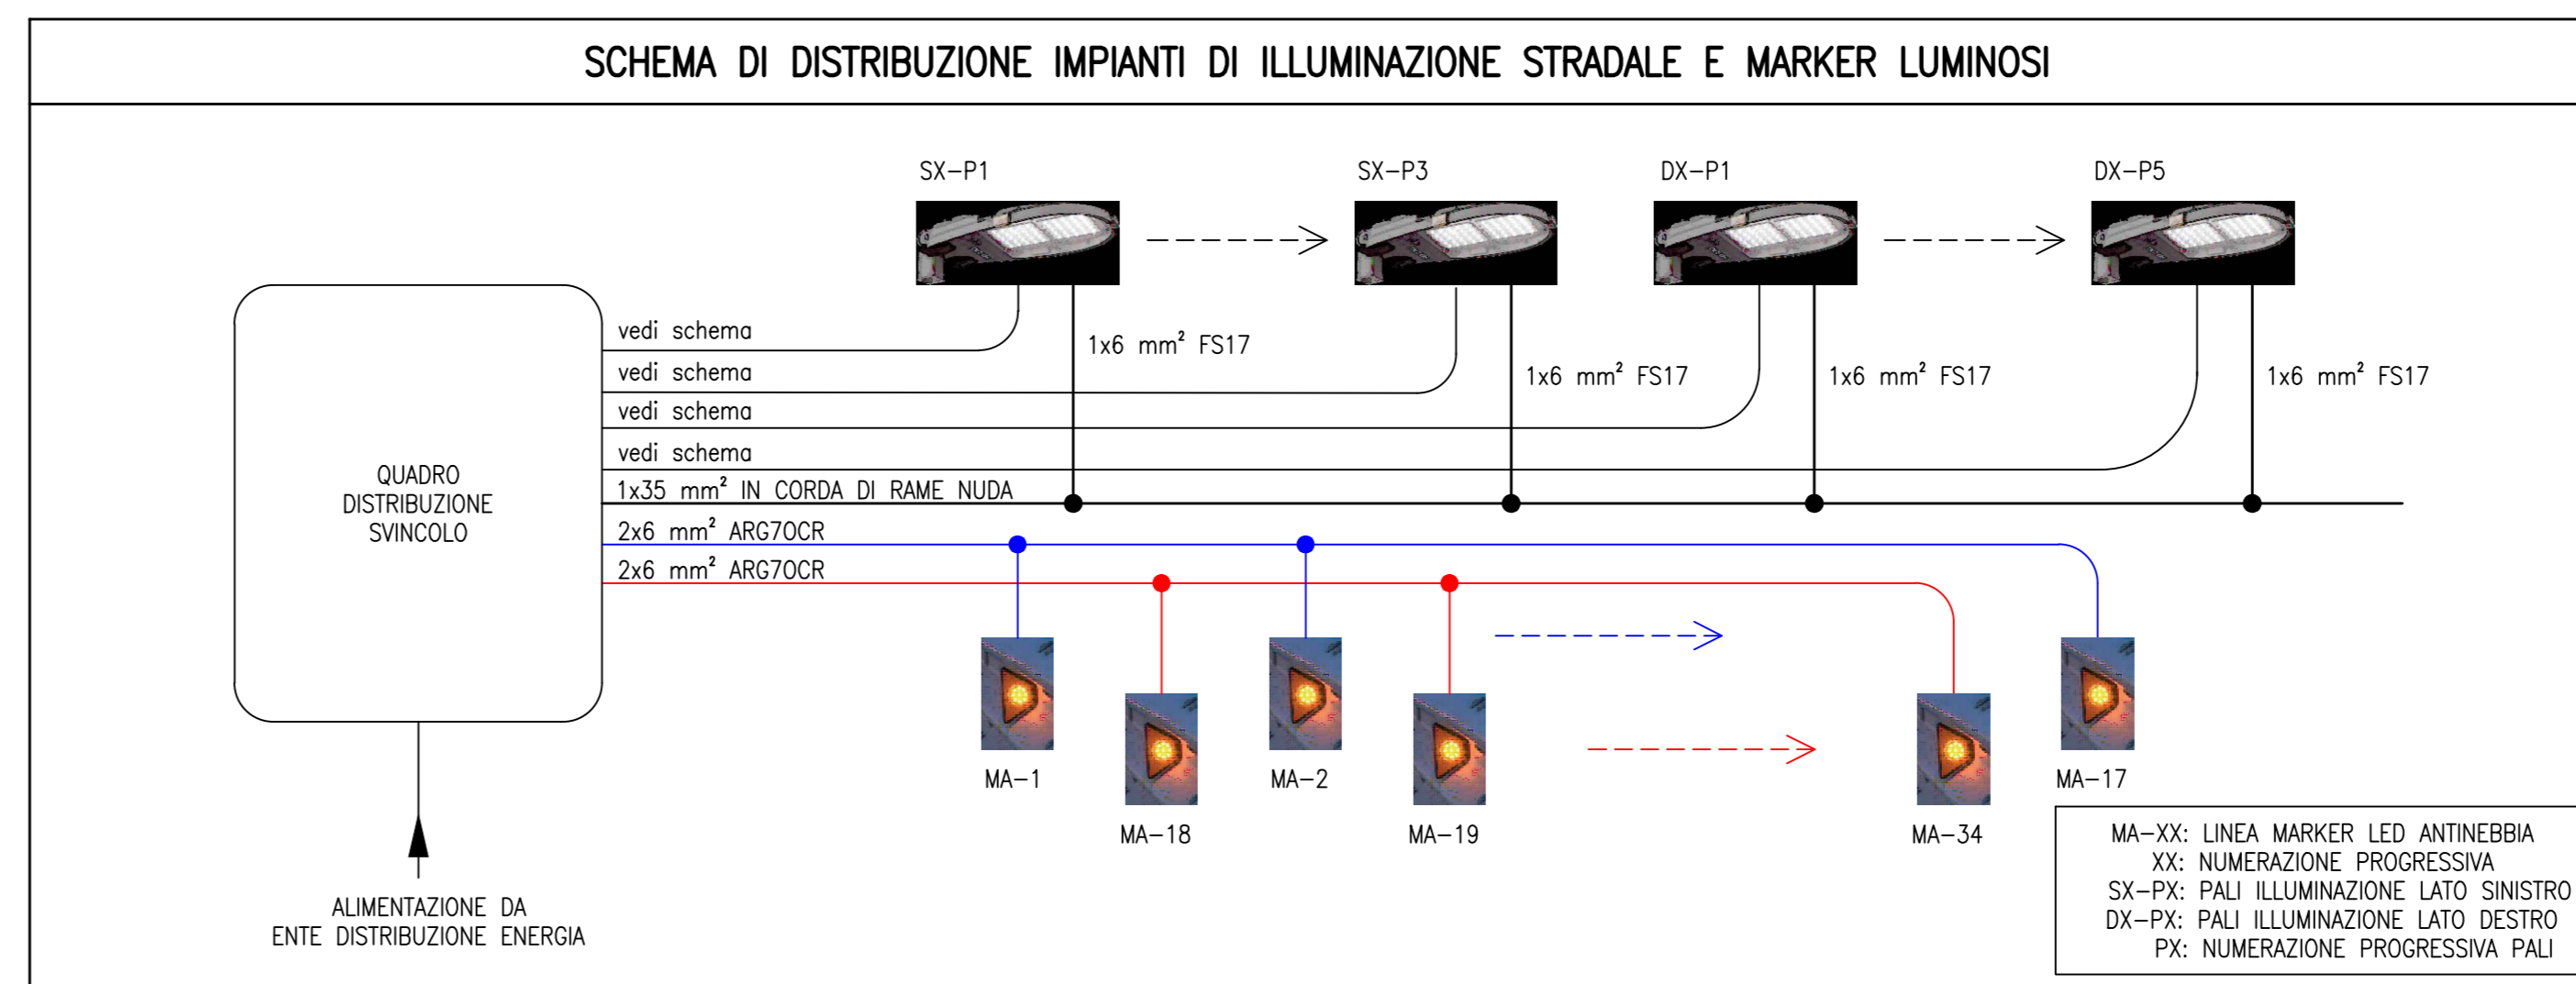 SCHEMA DI DISTRIBUZIONE IMPIANTI DI ILLUMINAZIONE STRADALE E MARKER LUMINOSI
SX-P1
SX-P3
DX-P1
DX-P5
vedi schema
1x6 mm² FS17
vedi schema
1x6 mm² FS17
1x6 mm² FS17
1x6 mm² FS17
vedi schema
vedi schema
1x35 mm² IN CORDA DI RAME NUDA
2x6 mm² ARG7OCR
2x6 mm² ARG7OCR
QUADRO
DISTRIBUZIONE
SVINCOLO
MA-1
MA-2
MA-17
MA-18
MA-19
MA-34
ALIMENTAZIONE DA
ENTE DISTRIBUZIONE ENERGIA
MA-XX: LINEA MARKER LED ANTINEBBIA
XX: NUMERAZIONE PROGRESSIVA
SX-PX: PALI ILLUMINAZIONE LATO SINISTRO
DX-PX: PALI ILLUMINAZIONE LATO DESTRO
PX: NUMERAZIONE PROGRESSIVA PALI